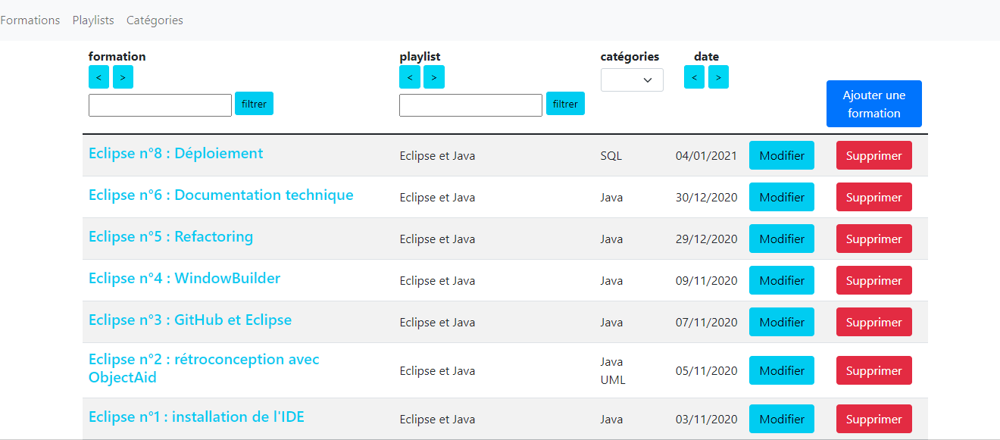 Formations Playlists Catégories
formation playlist catégories date
< > < > < >
filtrer filtrer
Ajouter une
formation
Eclipse n°8 : Déploiement Eclipse et Java SQL 04/01/2021 Modifier Supprimer
Eclipse n°6 : Documentation technique Eclipse et Java Java 30/12/2020 Modifier Supprimer
Eclipse n°5 : Refactoring Eclipse et Java Java 29/12/2020 Modifier Supprimer
Eclipse n°4 : WindowBuilder Eclipse et Java Java 09/11/2020 Modifier Supprimer
Eclipse n°3 : GitHub et Eclipse Eclipse et Java Java 07/11/2020 Modifier Supprimer
Eclipse n°2 : rétroconception avec
ObjectAid Eclipse et Java Java
UML 05/11/2020 Modifier Supprimer
Eclipse n°1 : installation de l'IDE Eclipse et Java Java 03/11/2020 Modifier Supprimer